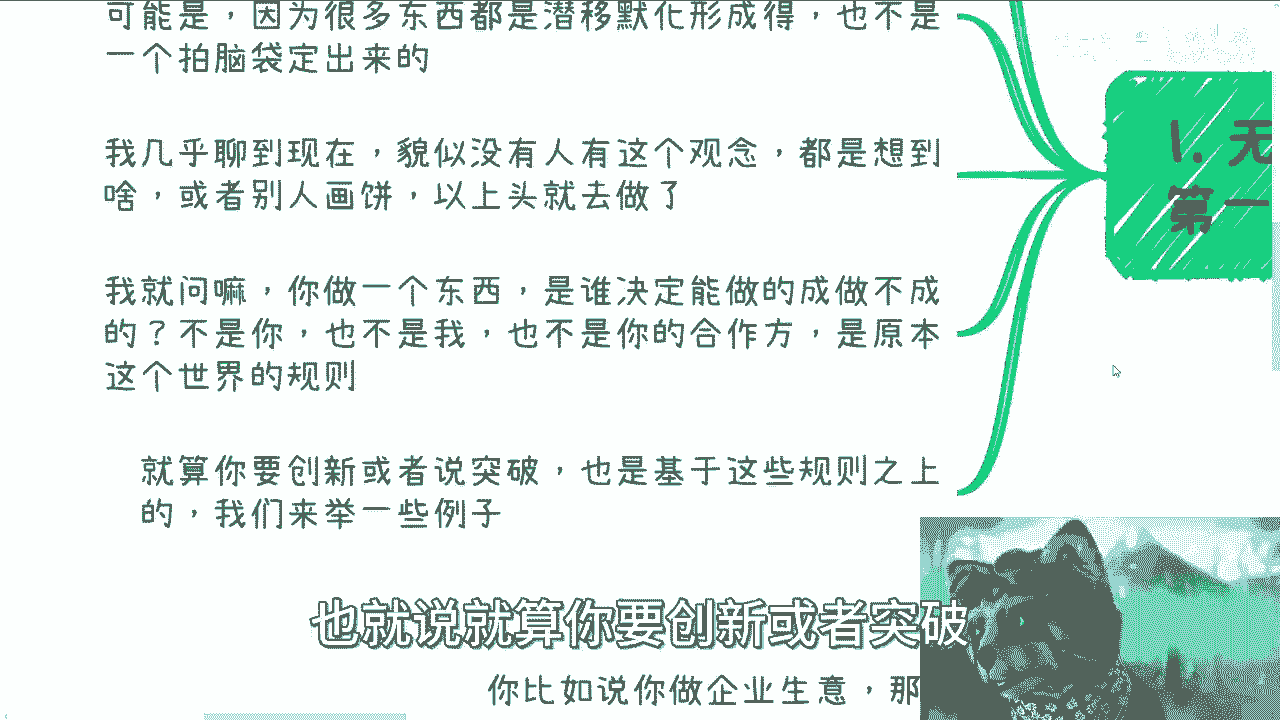 可能是，因为很多东西都是潜移默化形成得，也不是
一个拍脑袋定出来的
我几乎聊到现在，貌似没有人有这个观念，都是想到
啥，或者别人画饼，以上头就去做了
我就问嘛，你做一个东西，是谁决定能做的成做不成
的？不是你，也不是我，也不是你的合作方，是原本
这个世界的规则
就算你要创新或者说突破，也是基于这些规则之上
的，我们来举一些例子
1. 无
第一
也就说就算你要创新或者突破
你比如说你做企业生意，那